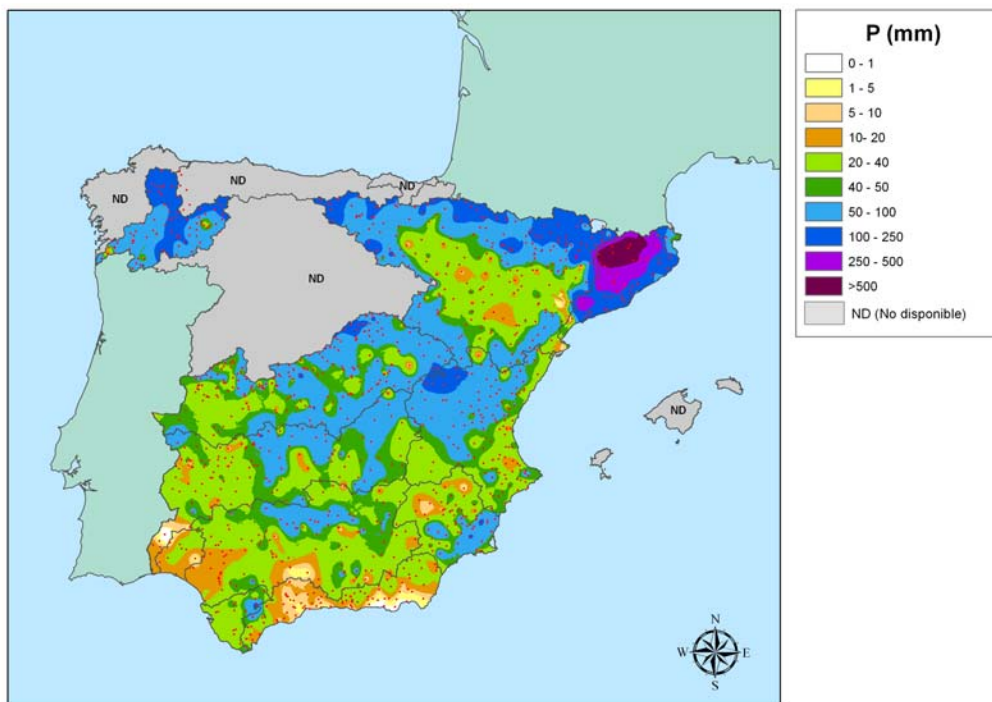 P (mm)
0 - 1
1 - 5
5 - 10
10- 20
20 - 40
40 - 50
50 - 100
100 - 250
250 - 500
>500
ND (No disponible)
ND
ND
ND
ND
ND
N
W
E
S